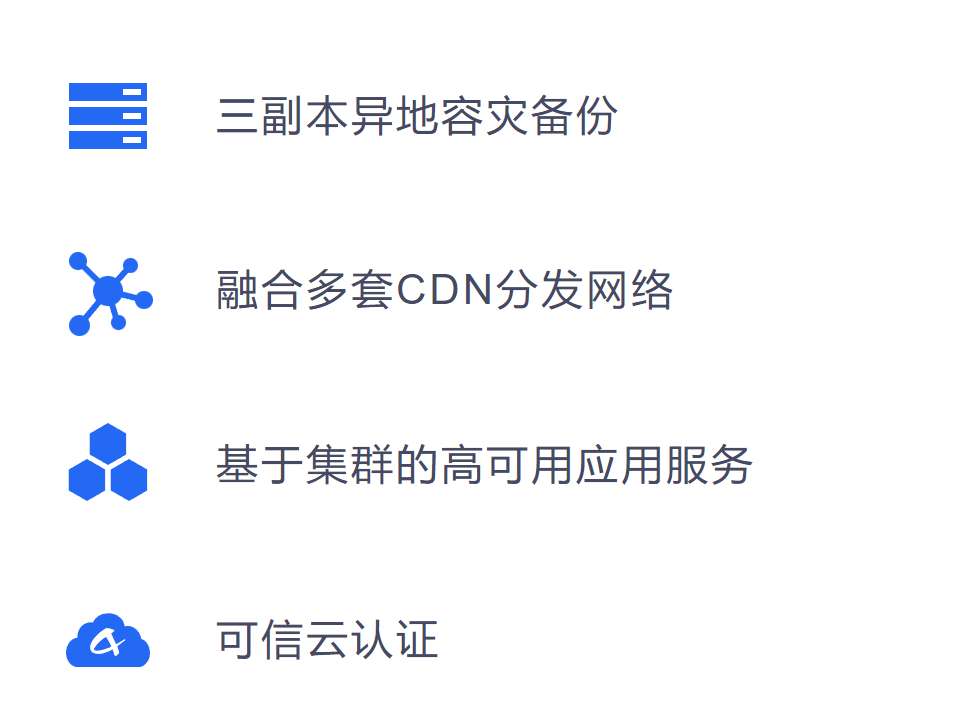 三副本异地容灾备份
融合多套CDN分发网络
基于集群的高可用应用服务
可信云认证